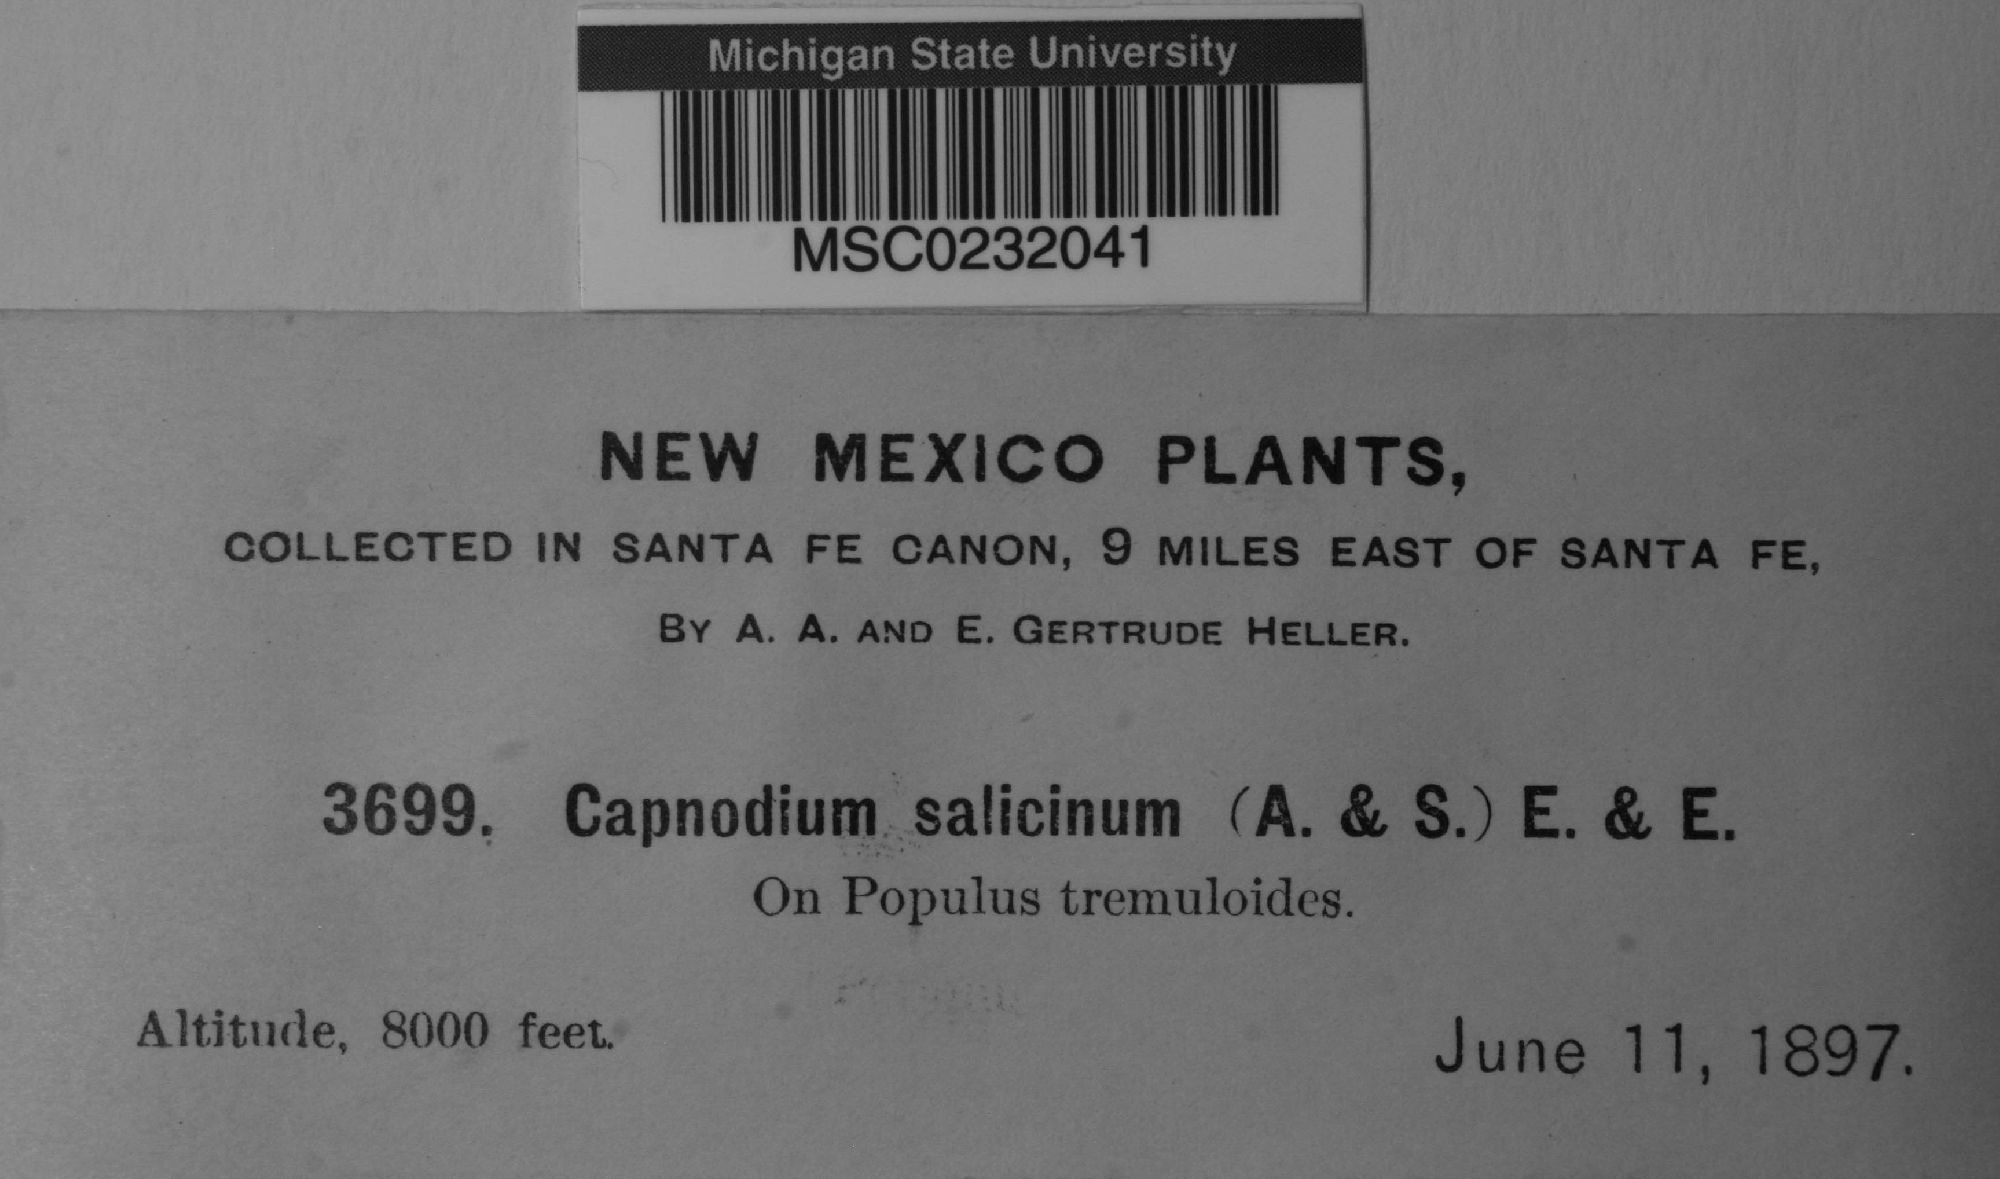 Michigan State University
MSC0232041
NEW MEXICO PLANTS,
COLLECTED IN SANTA FE CANON, 9 MILES EAST OF SANTA FE,
BY A. A. AND E. GERTRUDE HELLER.
3699. Capnodium salicinum (A. & S.) E. & E.
On Populus tremuloides.
Altitude, 8000 feet.
June 11, 1897.